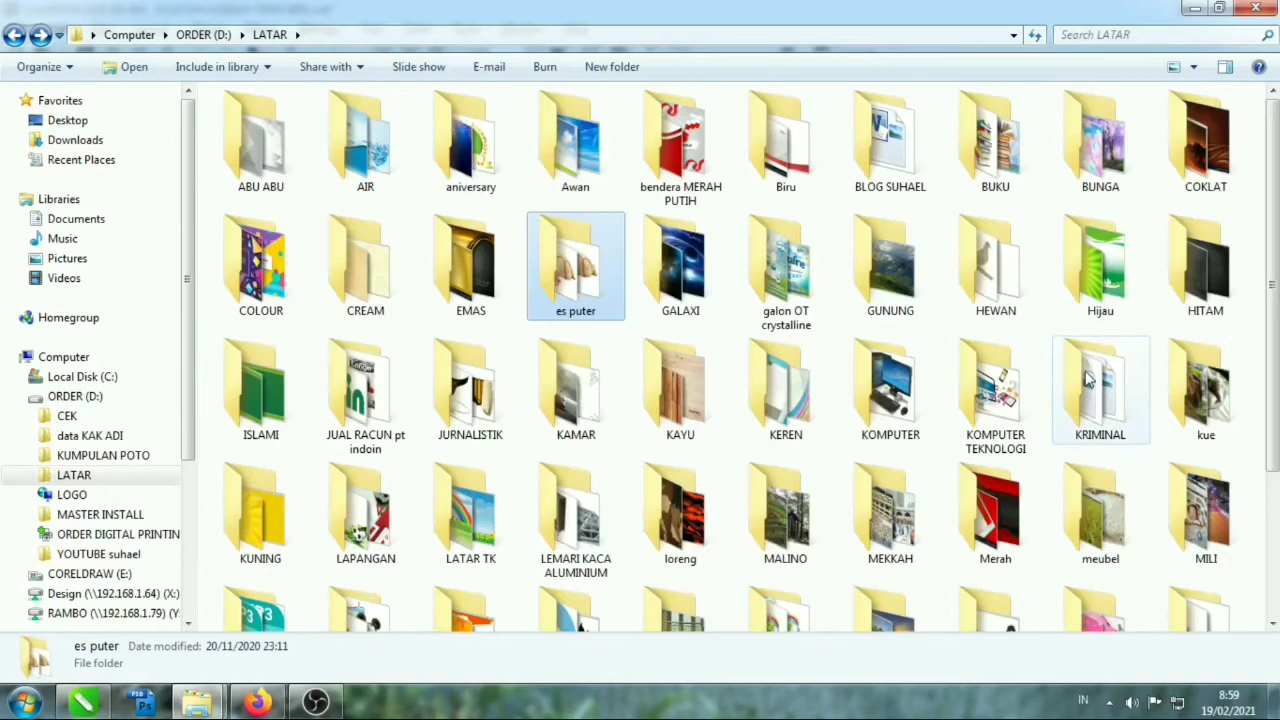 Computer ORDER (D:) LATAR
Search LATAR
Organize Open Include in library Share with Slide show E-mail Burn New folder
Favorites
Desktop
Downloads
Recent Places
Libraries
Documents
Music
Pictures
Videos
Homegroup
Computer
Local Disk (C:)
ORDER (D:)
CEK
data KAK ADI
KUMPULAN POTO
LATAR
LOGO
MASTER INSTALL
ORDER DIGITAL PRINTIN
YOUTUBE suhael
CORELDRAW (E:)
Design (\\192.168.1.64) (X:)
RAMBO (\\192.168.1.79) (Y:
ABU ABU
AIR
aniversary
Awan
bendera MERAH
PUTIH
Biru
BLOG SUHAEL
BUKU
BUNGA
COKLAT
COLOUR
CREAM
EMAS
es puter
GALAXI
galon OT
crystalline
GUNUNG
HEWAN
Hijau
HITAM
ISLAMI
JUAL RACUN pt
indoin
JURNALISTIK
KAMAR
KAYU
KEREN
KOMPUTER
KOMPUTER
TEKNOLOGI
KRIMINAL
kue
KUNING
LAPANGAN
LATAR TK
LEMARI KACA
ALUMINIUM
loreng
MALINO
MEKKAH
Merah
meubel
MILI
es puter Date modified: 20/11/2020 23:11
File folder
PSD
Ps
IN
8:59
19/02/2021